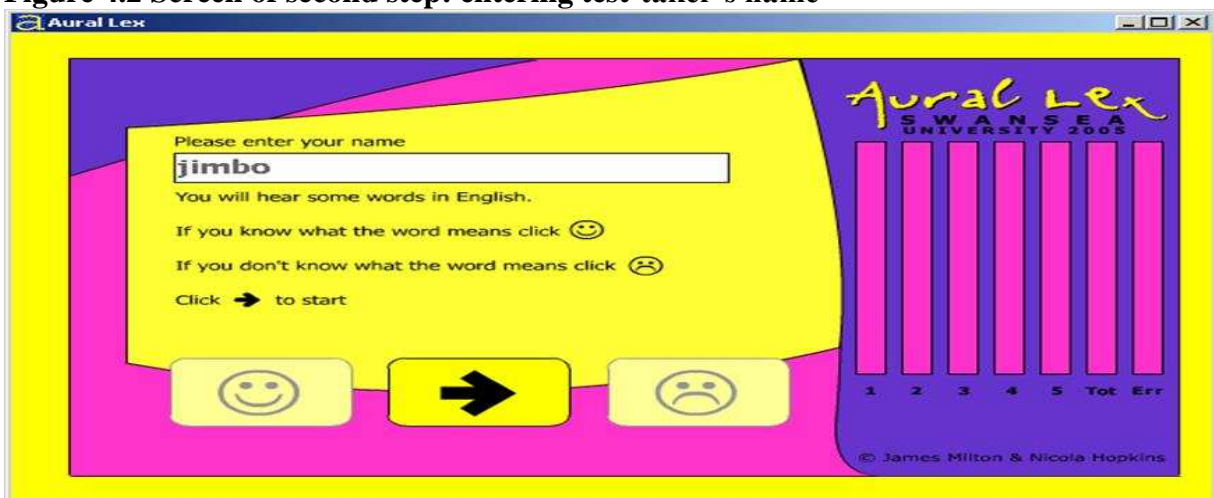 Figure 4.2 Screen of second step: entering test-taker's name
Aural Lex
Aural Lex
SWANSEA
UNIVERSITY 2005
Please enter your name
jimbo
You will hear some words in English.
If you know what the word means click
If you don't know what the word means click
Click to start
1 2 3 4 5 Tot Err
© James Milton & Nicola Hopkins